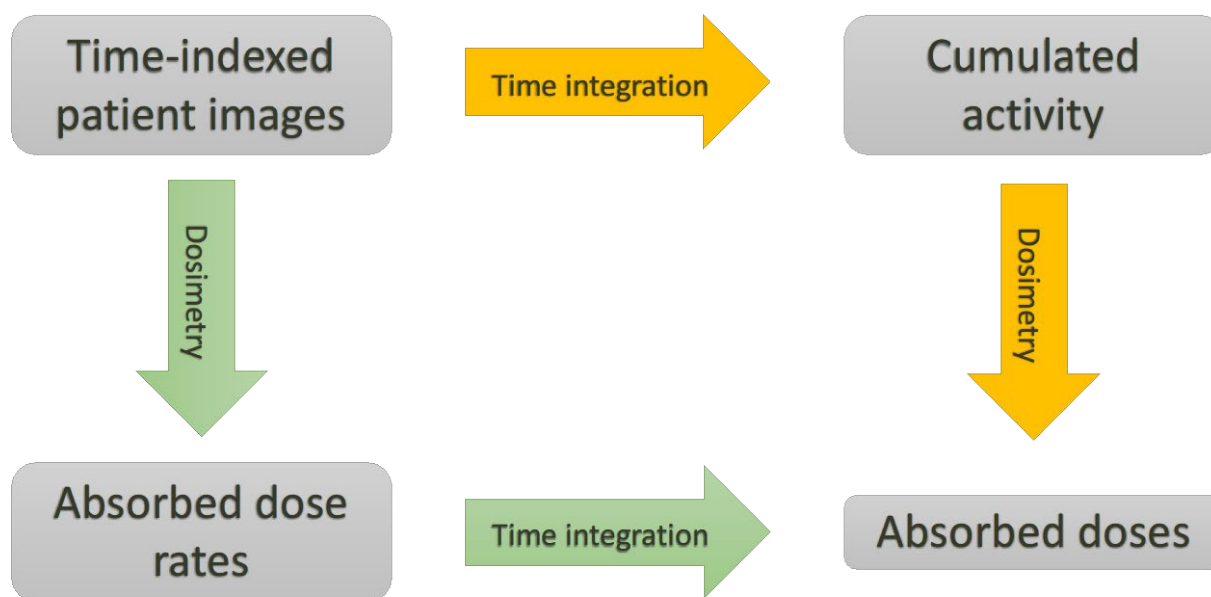 Time-indexed
patient images
Time integration
Cumulated
activity
Dosimetry
Dosimetry
Absorbed dose
rates
Time integration
Absorbed doses